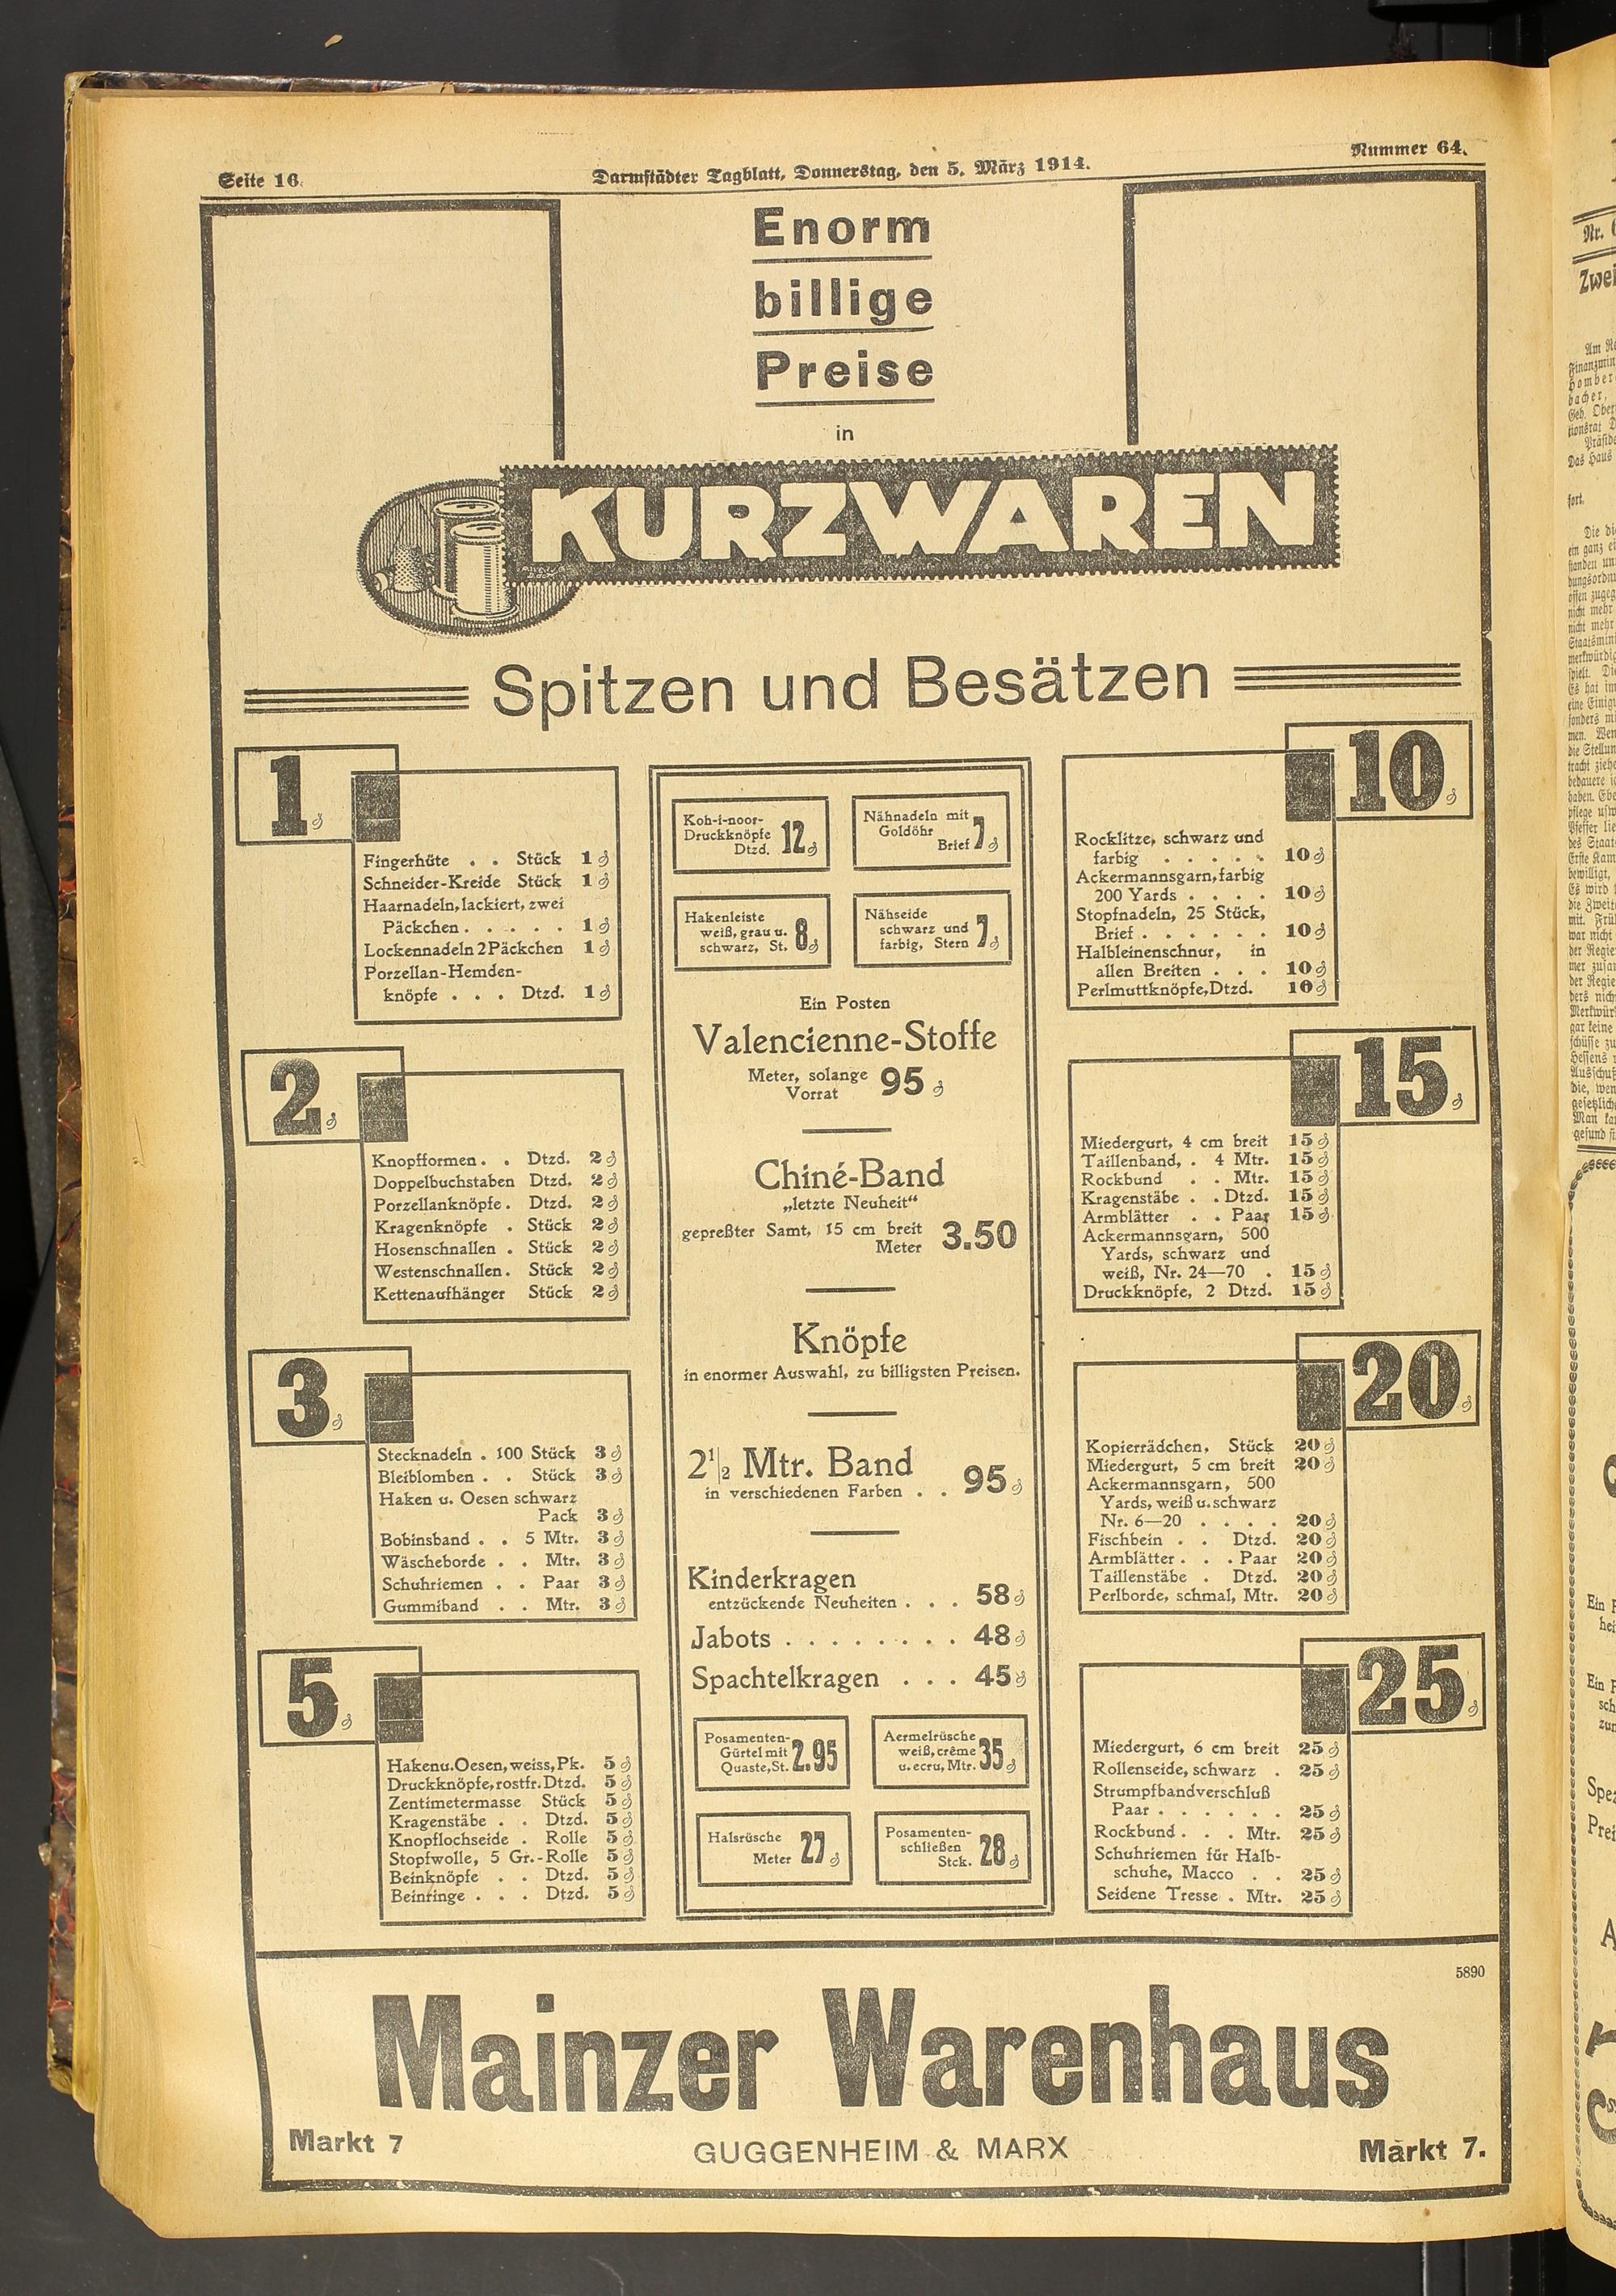 Seite 16.
Darmstädter Tagblatt, Donnerstag, den 5. März 1914.
Nummer 64.
Enorm
billige
Preise
in
KURZWAREN
Spitzen und Besätzen
1 ₰
Fingerhüte . . Stück 1 ₰
Schneider-Kreide Stück 1 ₰
Haarnadeln, lackiert, zwei
Päckchen . . . . . 1 ₰
Lockennadeln 2 Päckchen 1 ₰
Porzellan-Hemden-
knöpfe . . . Dtzd. 1 ₰
2 ₰
Knopfformen . . Dtzd. 2 ₰
Doppelbuchstaben Dtzd. 2 ₰
Porzellanknöpfe . Dtzd. 2 ₰
Kragenknöpfe . Stück 2 ₰
Hosenschnallen . Stück 2 ₰
Westenschnallen . Stück 2 ₰
Kettenaufhänger Stück 2 ₰
3 ₰
Stecknadeln . 100 Stück 3 ₰
Bleiblomben . . Stück 3 ₰
Haken u. Oesen schwarz
Pack 3 ₰
Bobinsband . . 5 Mtr. 3 ₰
Wäscheborde . . Mtr. 3 ₰
Schuhriemen . . Paar 3 ₰
Gummiband . . Mtr. 3 ₰
5 ₰
Haken u. Oesen, weiss, Pk. 5 ₰
Druckknöpfe, rostfr. Dtzd. 5 ₰
Zentimetermasse Stück 5 ₰
Kragenstäbe . . Dtzd. 5 ₰
Knopflochseide . Rolle 5 ₰
Stopfwolle, 5 Gr.-Rolle 5 ₰
Beinknöpfe . . Dtzd. 5 ₰
Beinringe . . . Dtzd. 5 ₰
Koh-i-noor-
Druckknöpfe
Dtzd. 12 ₰
Nähnadeln mit
Goldöhr
Brief 7 ₰
Hakenleiste
weiß, grau u.
schwarz, St. 8 ₰
Nähseide
schwarz und
farbig, Stern 7 ₰
Ein Posten
Valencienne-Stoffe
Meter, solange
Vorrat 95 ₰
Chiné-Band
„letzte Neuheit“
gepreßter Samt, 15 cm breit
Meter 3.50
Knöpfe
in enormer Auswahl, zu billigsten Preisen.
2 1/2 Mtr. Band
in verschiedenen Farben . . 95 ₰
Kinderkragen
entzückende Neuheiten . . . 58 ₰
Jabots . . . . . . . . 48 ₰
Spachtelkragen . . . 45 ₰
Posamenten-
Gürtel mit
Quaste, St. 2.95
Aermelrüsche
weiß, crême
u. ecru, Mtr. 35 ₰
Halsrüsche
Meter 27 ₰
Posamenten-
schließen
Stck. 28 ₰
10 ₰
Rocklitze, schwarz und
farbig . . . . . 10 ₰
Ackermannsgarn, farbig
200 Yards . . . . 10 ₰
Stopfnadeln, 25 Stück,
Brief . . . . . . 10 ₰
Halbleinenschnur, in
allen Breiten . . . 10 ₰
Perlmuttknöpfe, Dtzd. 10 ₰
15 ₰
Miedergurt, 4 cm breit 15 ₰
Taillenband, . 4 Mtr. 15 ₰
Rockbund . . Mtr. 15 ₰
Kragenstäbe . . Dtzd. 15 ₰
Armblätter . . Paar 15 ₰
Ackermannsgarn, 500
Yards, schwarz und
weiß, Nr. 24—70 . 15 ₰
Druckknöpfe, 2 Dtzd. 15 ₰
20 ₰
Kopierrädchen, Stück 20 ₰
Miedergurt, 5 cm breit 20 ₰
Ackermannsgarn, 500
Yards, weiß u. schwarz
Nr. 6—20 . . . . 20 ₰
Fischbein . . Dtzd. 20 ₰
Armblätter . . . Paar 20 ₰
Taillenstäbe . Dtzd. 20 ₰
Perlborde, schmal, Mtr. 20 ₰
25 ₰
Miedergurt, 6 cm breit 25 ₰
Rollenseide, schwarz . 25 ₰
Strumpfbandverschluß
Paar . . . . . . 25 ₰
Rockbund . . . Mtr. 25 ₰
Schuhriemen für Halb-
schuhe, Macco . . 25 ₰
Seidene Tresse . Mtr. 25 ₰
5890
Mainzer Warenhaus
Markt 7
GUGGENHEIM & MARX
Markt 7.